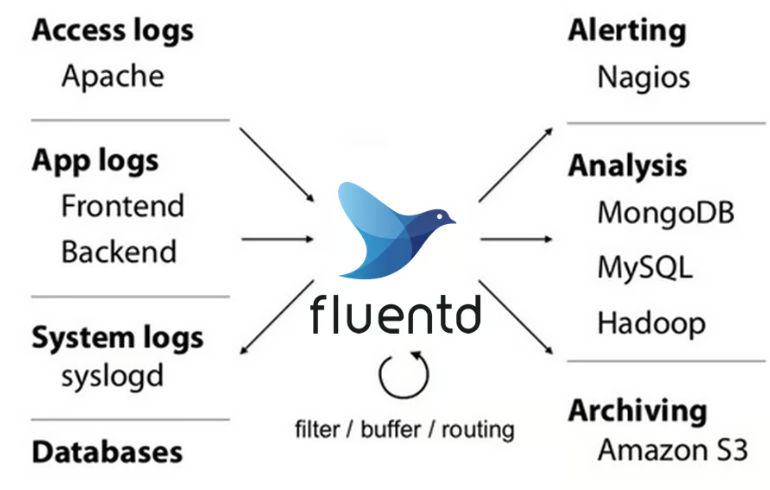 Access logs
Apache
App logs
Frontend
Backend
System logs
syslogd
Databases
fluentd
filter / buffer / routing
Alerting
Nagios
Analysis
MongoDB
MySQL
Hadoop
Archiving
Amazon S3